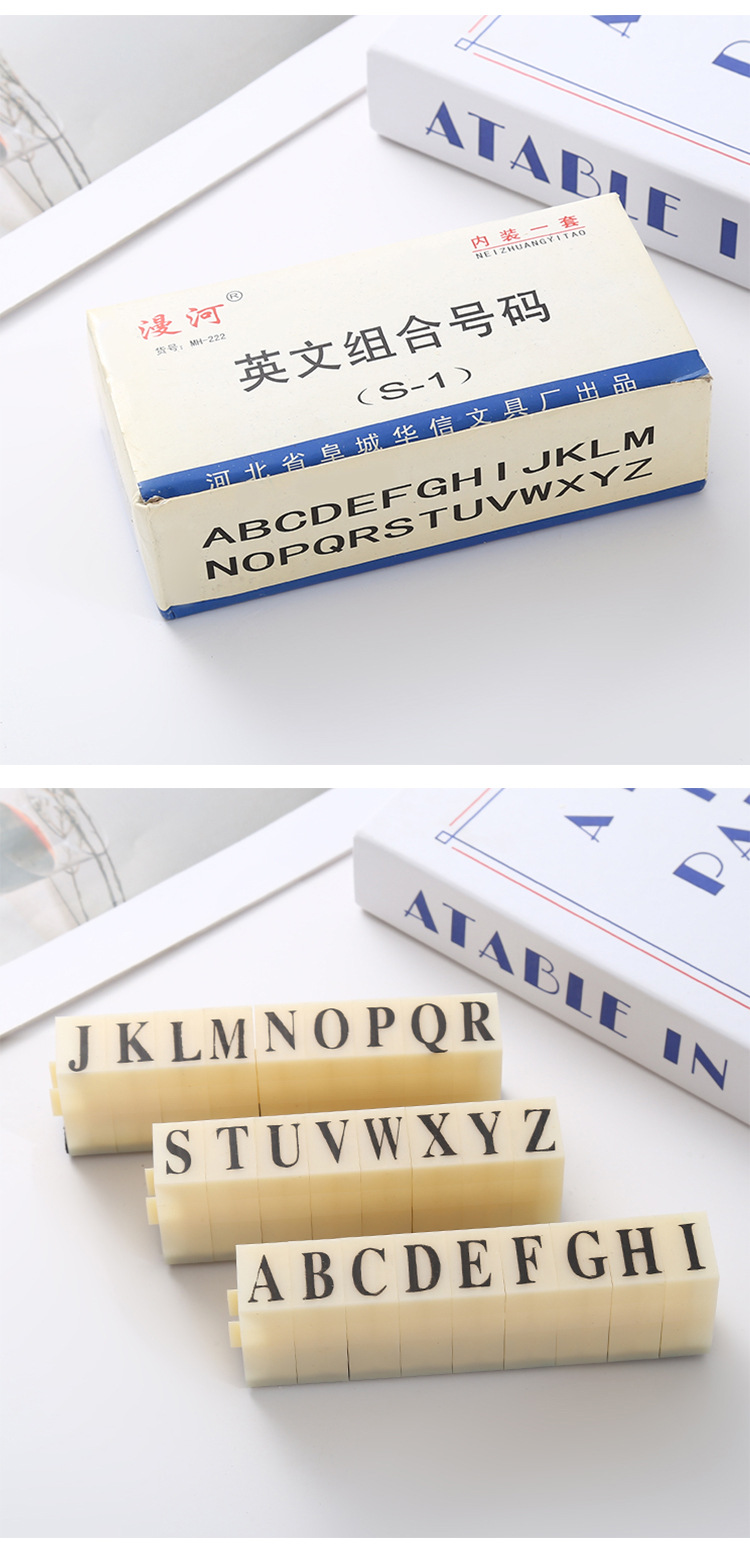 ATABLE I
内装一套
NEIZHUANGYITAO
漫河®
货号：MH-222
英文组合号码
（S-1）
河北省阜城华信文具厂出品
ABCDEFGHIJKLM
NOPQRSTUVWXYZ
ATABLE IN
JKLMNOPQR
STUVWXYZ
ABCDEFGHI